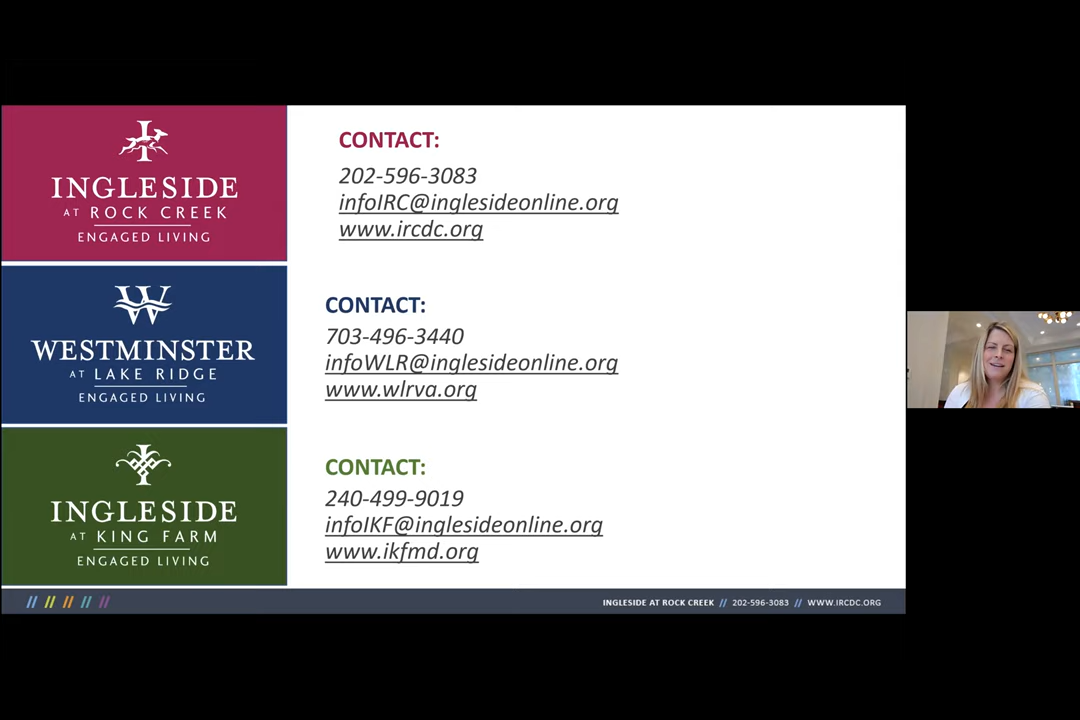 INGLESIDE
AT ROCK CREEK
ENGAGED LIVING
CONTACT:
202-596-3083
infoIRC@inglesideonline.org
www.ircdc.org
W
WESTMINSTER
AT LAKE RIDGE
ENGAGED LIVING
CONTACT:
703-496-3440
infoWLR@inglesideonline.org
www.wlrva.org
INGLESIDE
AT KING FARM
ENGAGED LIVING
CONTACT:
240-499-9019
infoIKF@inglesideonline.org
www.ikfmd.org
// // // // //
INGLESIDE AT ROCK CREEK // 202-596-3083 // WWW.IRCDC.ORG